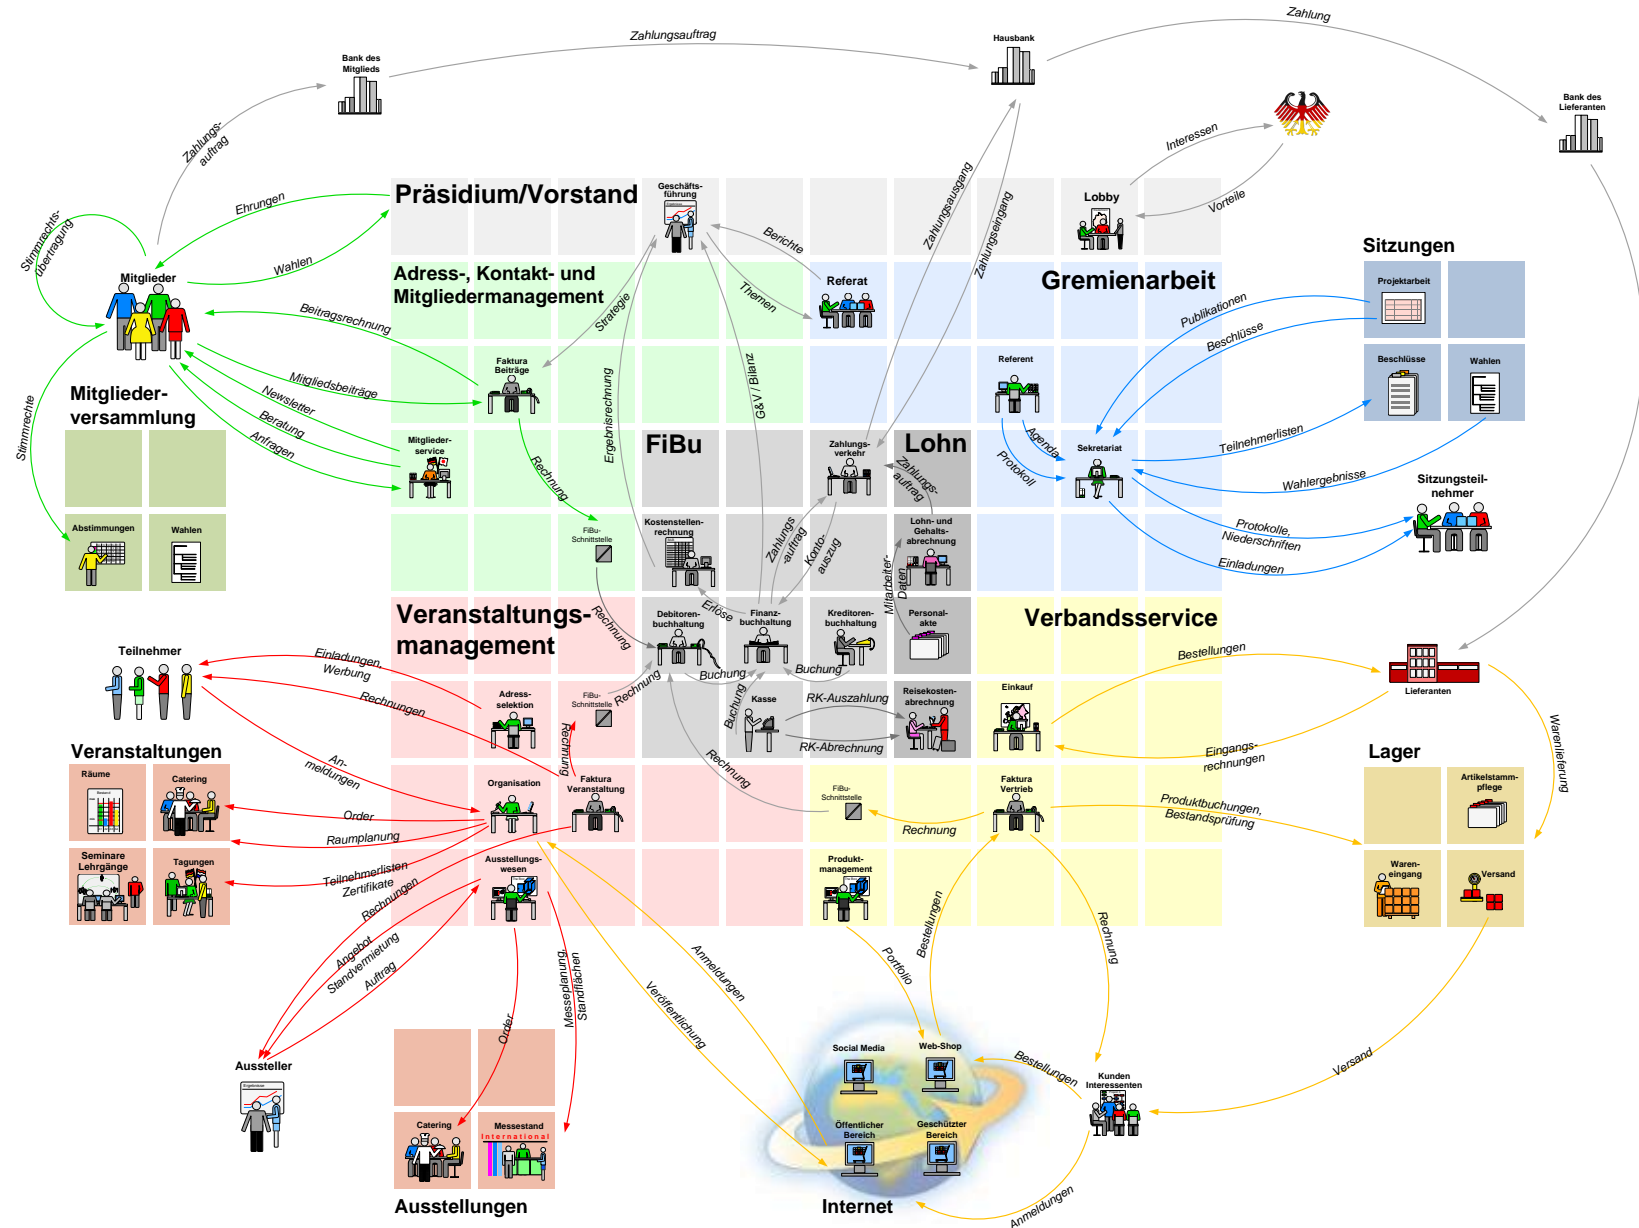 Zahlung
Zahlungsauftrag
Hausbank
Bank des
Mitglieds
Bank des
Lieferanten
Zahlungs-
auftrag
Interessen
Vorteile
Präsidium/Vorstand
Geschäfts-
führung
Ergebnisse
Lobby
Ehrungen
Wahlen
Stimmrechts-
übertragung
Mitglieder
Zahlungsausgang
Zahlungseingang
Berichte
Themen
Strategie
Sitzungen
Adress-, Kontakt- und
Mitgliedermanagement
Referat
Gremienarbeit
Projektarbeit
Publikationen
Beschlüsse
Beitragsrechnung
Faktura
Beiträge
Mitgliedsbeiträge
Newsletter
Beratung
Anfragen
Ergebnisrechnung
G&V / Bilanz
Referent
Beschlüsse
Wahlen
Mitglieder-
versammlung
Stimmrechte
Mitglieder-
service
Rechnung
FiBu
Zahlungs-
verkehr
Lohn
Zahlungs-
auftrag
Agenda
Protokoll
Sekretariat
Teilnehmerlisten
Wahlergebnisse
Sitzungsteil-
nehmer
Abstimmungen
Wahlen
FiBu-
Schnittstelle
Kostenstellen-
rechnung
Zahlungs
-auftrag
Konto-
auszug
Lohn- und
Gehalts-
abrechnung
Protokolle,
Niederschriften
Einladungen
Mitarbeiter-
Daten
Veranstaltungs-
management
Rechnung
Debitoren-
buchhaltung
Erlöse
Finanz-
buchhaltung
Kreditoren-
buchhaltung
Personal-
akte
Verbandsservice
Teilnehmer
Einladungen,
Werbung
Rechnungen
Bestellungen
Lieferanten
Buchung
Buchung
Buchung
Rechnung
Adress-
selektion
FiBu-
Schnittstelle
Kasse
RK-Auszahlung
RK-Abrechnung
Reisekosten-
abrechnung
Einkauf
Eingangs-
rechnungen
Warenlieferung
Veranstaltungen
An-
meldungen
Rechnung
Rechnung
Lager
Räume
Bestand
Catering
Organisation
Faktura
Veranstaltung
FiBu-
Schnittstelle
Faktura
Vertrieb
Produktbuchungen,
Bestandsprüfung
Artikelstamm-
pflege
Order
Raumplanung
Rechnung
Seminare
Lehrgänge
Tagungen
Teilnehmerlisten
Zertifikate
Ausstellungs-
wesen
Produkt-
management
Waren-
eingang
Versand
Rechnungen
Angebot
Standvermietung
Auftrag
Messeplanung,
Standflächen
Order
Anmeldungen
Veröffentlichung
Portfolio
Bestellungen
Rechnung
Aussteller
Ergebnisse
Social Media
Web-Shop
Bestellungen
Kunden
Interessenten
Versand
Catering
Messestand
International
Öffentlicher
Bereich
Geschützter
Bereich
Anmeldungen
Ausstellungen
Internet